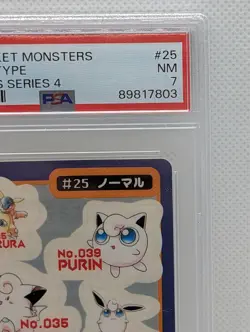 LET MONSTERS #25
TYPE NM
S SERIES 4 7
PSA 89817803
#25 ノーマル
No.039
PURIN
RURA
No.035